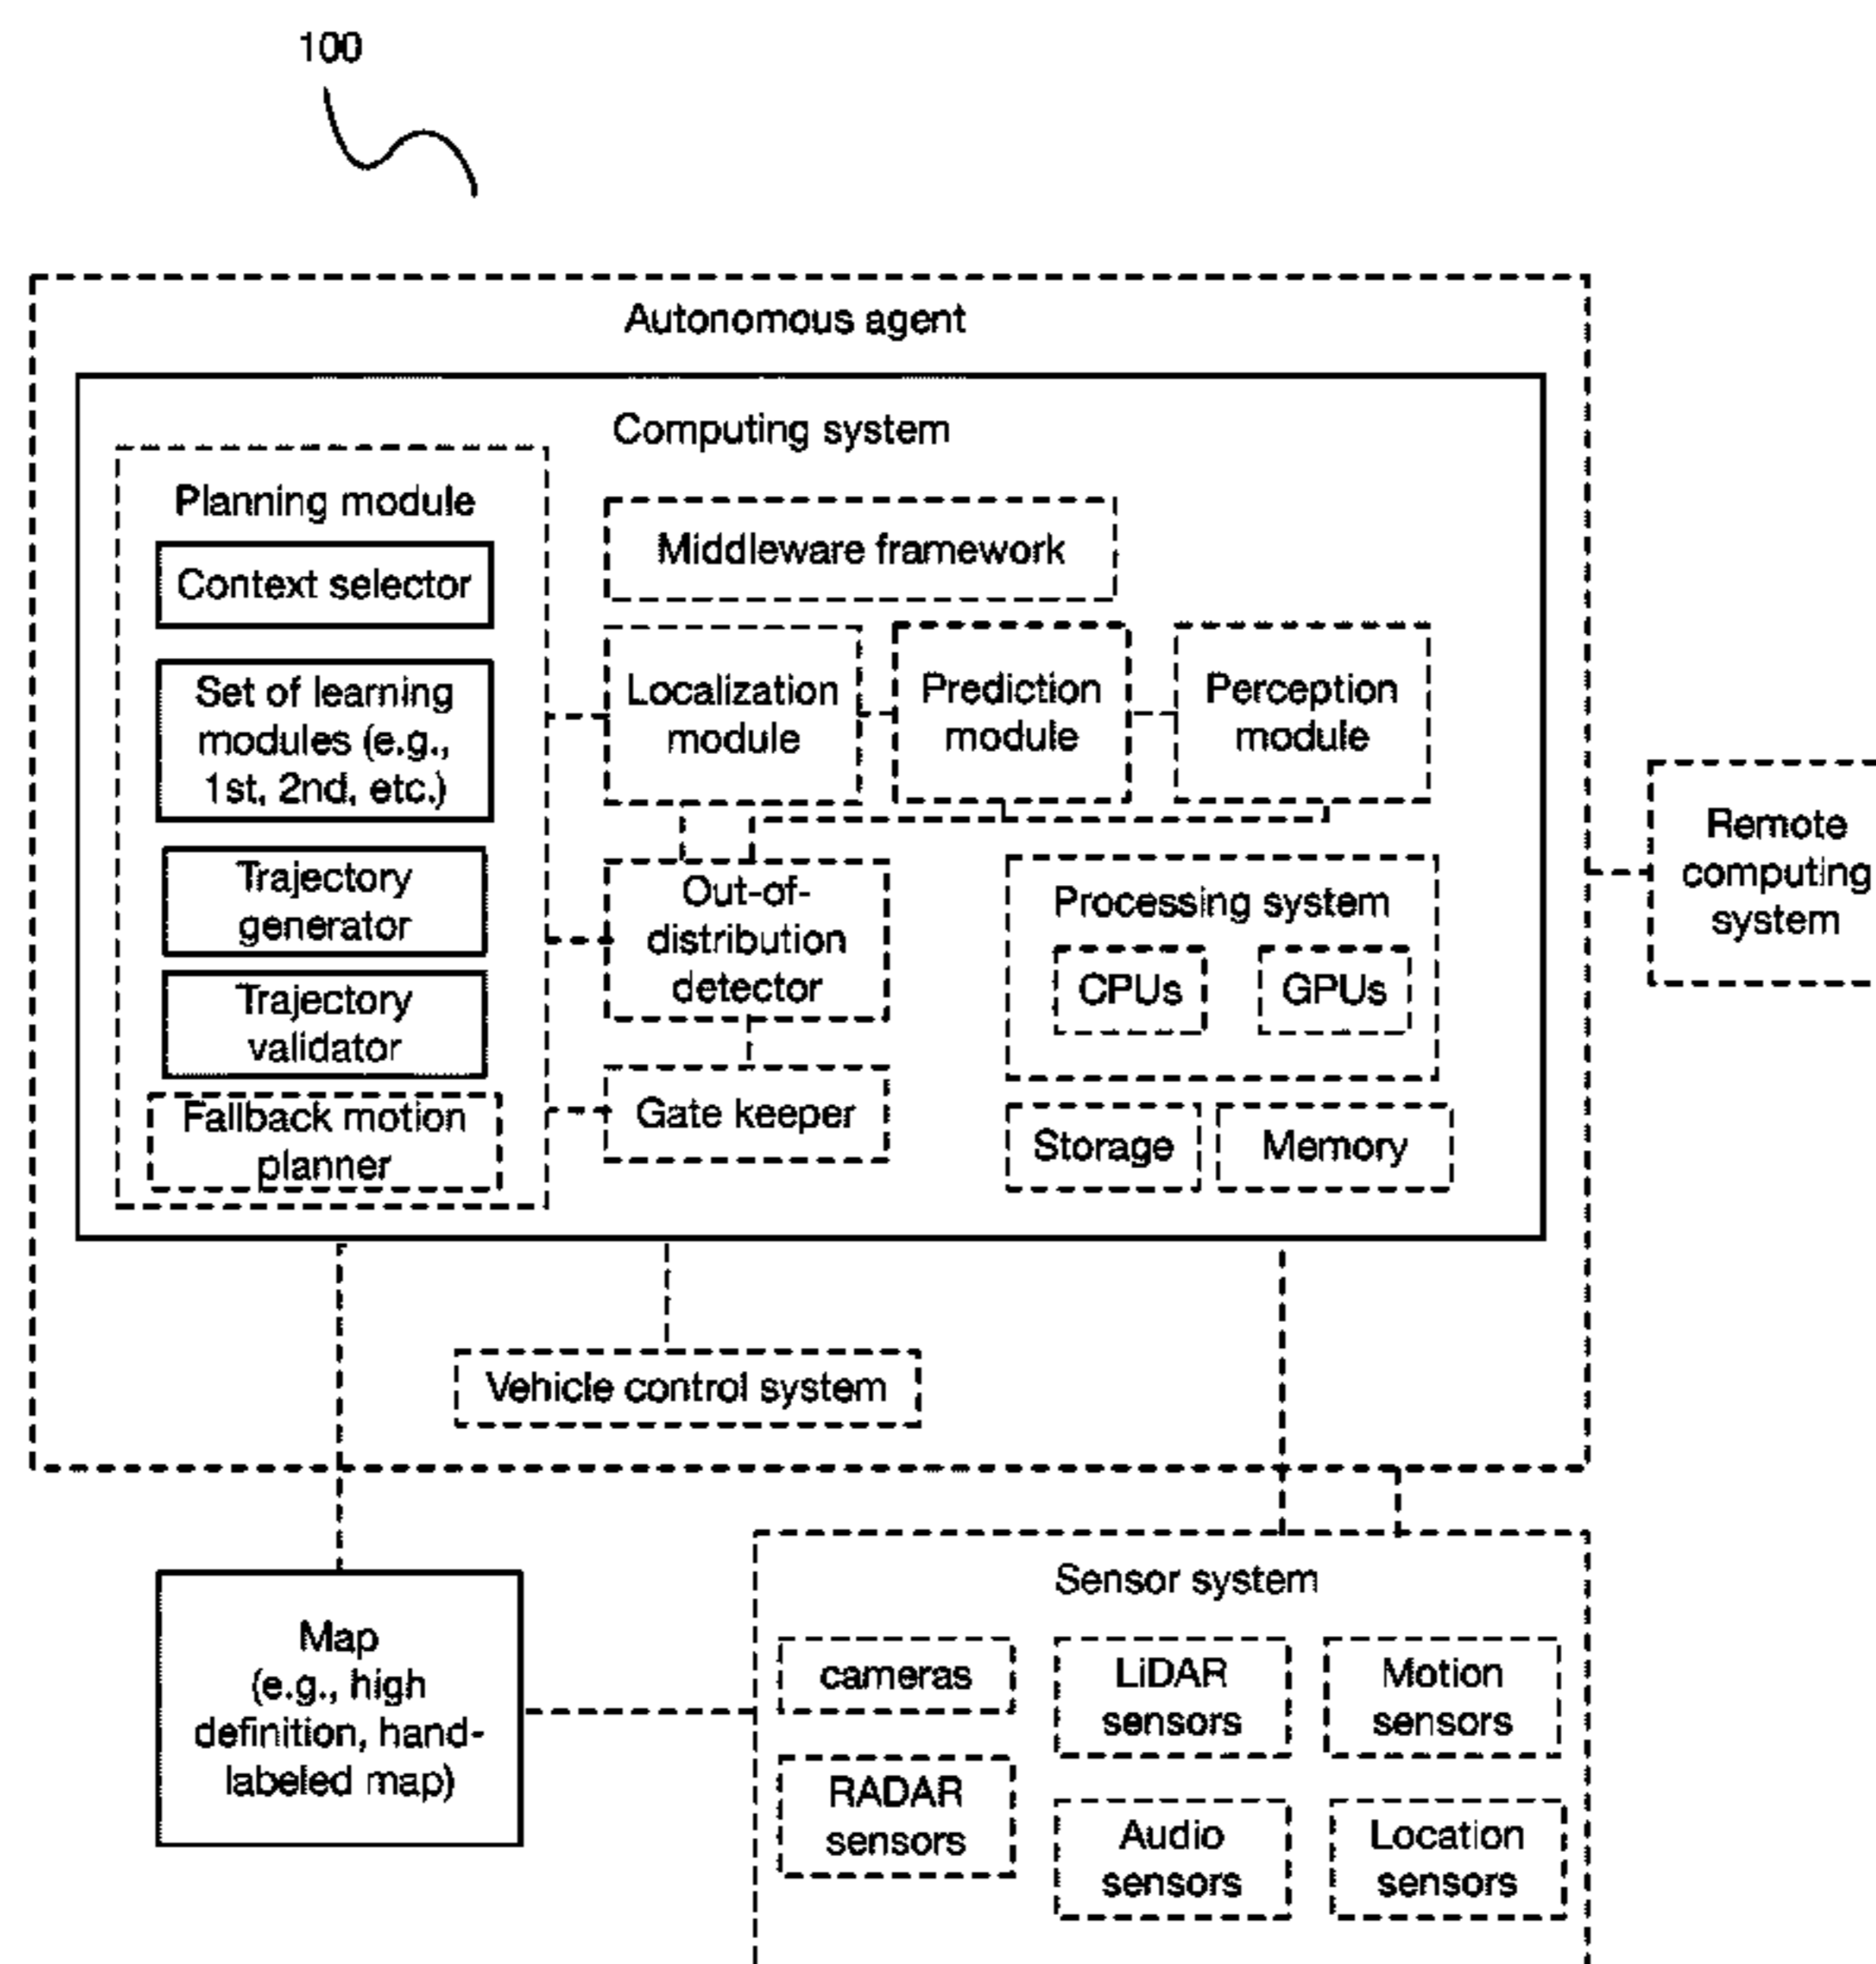 100
Autonomous agent
Computing system
Planning module
Context selector
Set of learning
modules (e.g.,
1st, 2nd, etc.)
Trajectory
generator
Trajectory
validator
Fallback motion
planner
Middleware framework
Localization
module
Prediction
module
Perception
module
Out-of-
distribution
detector
Gate keeper
Processing system
CPUs
GPUs
Storage
Memory
Remote
computing
system
Vehicle control system
Map
(e.g., high
definition, hand-
labeled map)
Sensor system
cameras
LiDAR
sensors
Motion
sensors
RADAR
sensors
Audio
sensors
Location
sensors